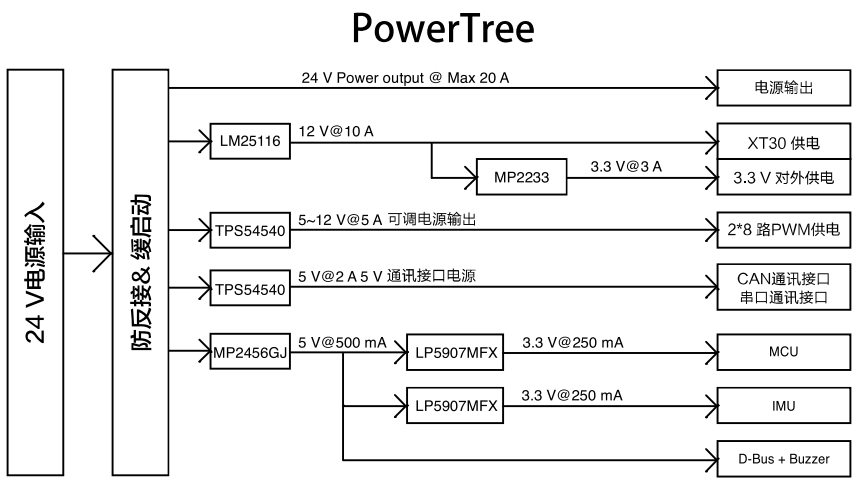 PowerTree
24 V电源输入
防反接& 缓启动
24 V Power output @ Max 20 A
电源输出
LM25116
12 V@10 A
XT30 供电
MP2233
3.3 V@3 A
3.3 V 对外供电
TPS54540
5~12 V@5 A 可调电源输出
2*8 路PWM供电
TPS54540
5 V@2 A 5 V 通讯接口电源
CAN通讯接口
串口通讯接口
MP2456GJ
5 V@500 mA
LP5907MFX
3.3 V@250 mA
MCU
LP5907MFX
3.3 V@250 mA
IMU
D-Bus + Buzzer